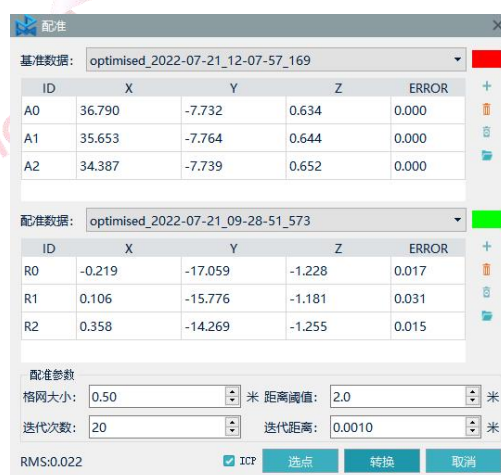 配准
基准数据: optimised_2022-07-21_12-07-57_169
ID X Y Z ERROR
A0 36.790 -7.732 0.634 0.000
A1 35.653 -7.764 0.644 0.000
A2 34.387 -7.739 0.652 0.000
配准数据: optimised_2022-07-21_09-28-51_573
ID X Y Z ERROR
R0 -0.219 -17.059 -1.228 0.017
R1 0.106 -15.776 -1.181 0.031
R2 0.358 -14.269 -1.255 0.015
配准参数
格网大小: 0.50 米 距离阈值: 2.0 米
迭代次数: 20 迭代距离: 0.0010 米
RMS:0.022 ICP 选点 转换 取消